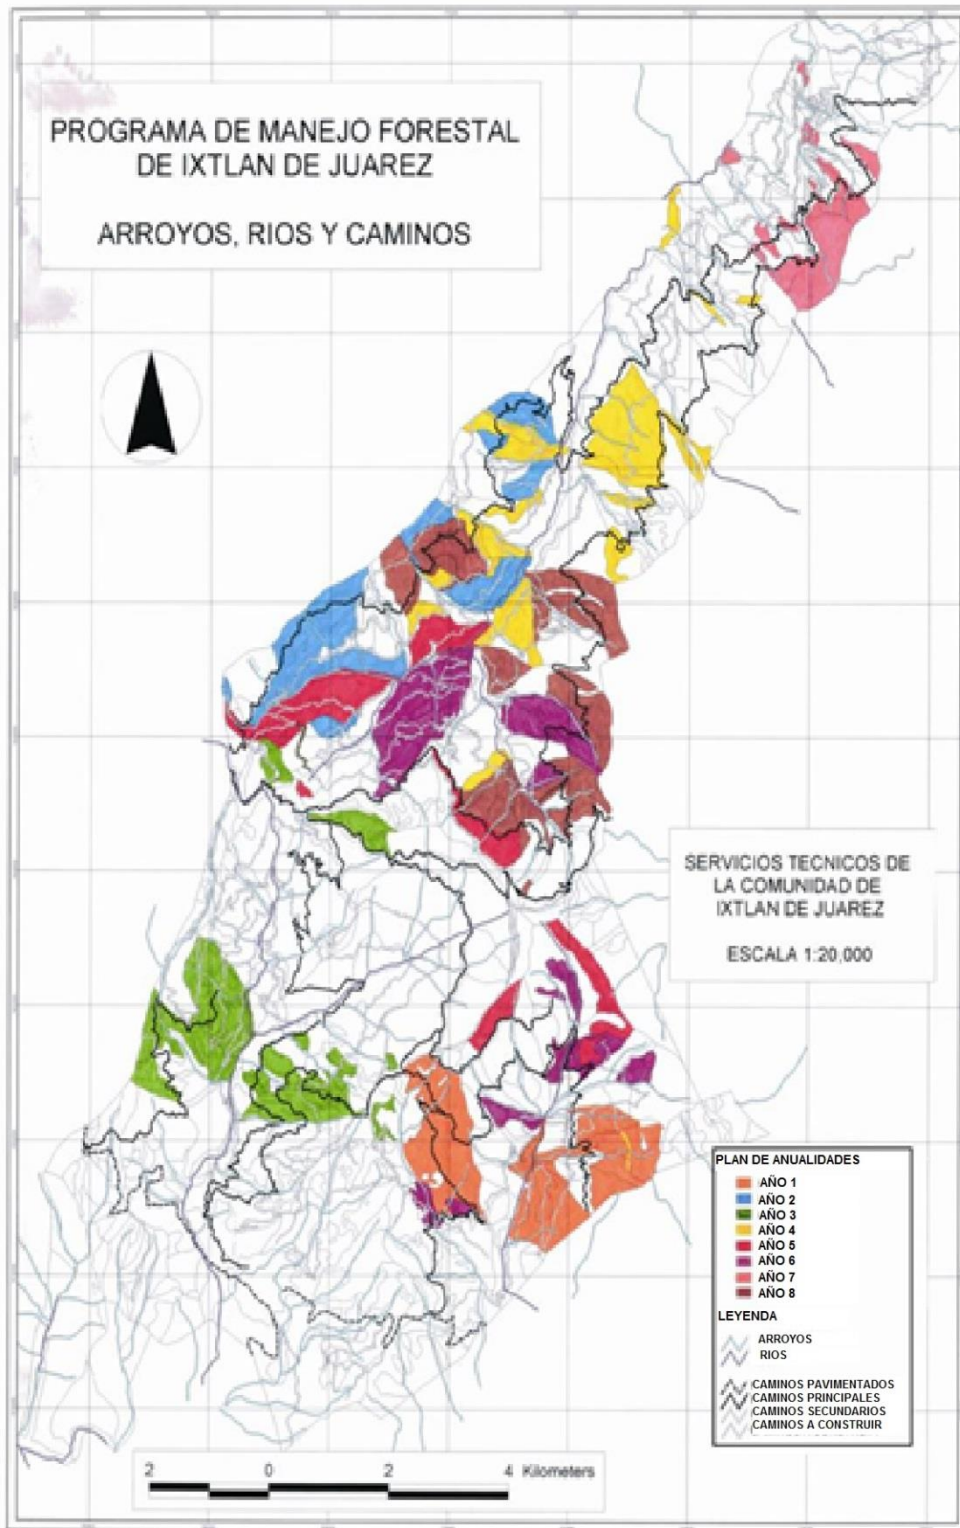 PROGRAMA DE MANEJO FORESTAL
DE IXTLAN DE JUAREZ
ARROYOS, RIOS Y CAMINOS
SERVICIOS TECNICOS DE
LA COMUNIDAD DE
IXTLAN DE JUAREZ
ESCALA 1:20,000
PLAN DE ANUALIDADES
AÑO 1
AÑO 2
AÑO 3
AÑO 4
AÑO 5
AÑO 6
AÑO 7
AÑO 8
LEYENDA
ARROYOS
RIOS
CAMINOS PAVIMENTADOS
CAMINOS PRINCIPALES
CAMINOS SECUNDARIOS
CAMINOS A CONSTRUIR
2 0 2 4 Kilometers